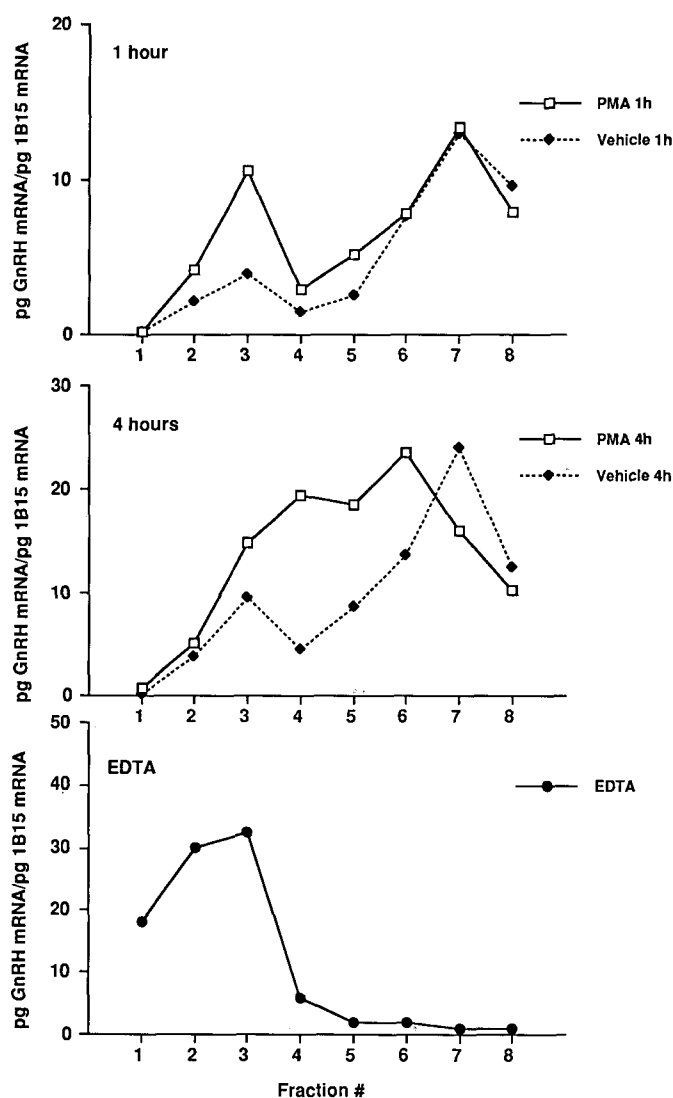 20
10
0
pg GnRH mRNA/pg 1B15 mRNA
1 hour
PMA 1h
Vehicle 1h
1 2 3 4 5 6 7 8
30
20
10
0
pg GnRH mRNA/pg 1B15 mRNA
4 hours
PMA 4h
Vehicle 4h
1 2 3 4 5 6 7 8
50
40
30
20
10
0
pg GnRH mRNA/pg 1B15 mRNA
EDTA
EDTA
1 2 3 4 5 6 7 8
Fraction #